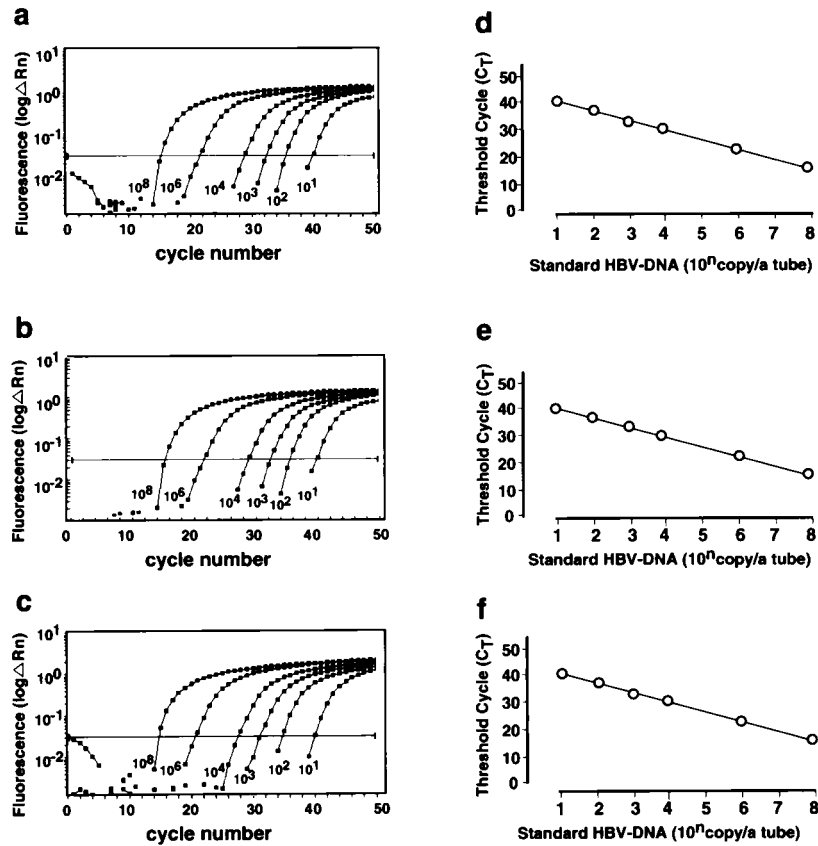 a
Fluorescence (log△Rn)
10¹
10⁰
10⁻¹
10⁻²
10⁸ 10⁶ 10⁴ 10³ 10² 10¹
0 10 20 30 40 50
cycle number
d
Threshold Cycle (C_T)
50
40
30
20
10
0
1 2 3 4 5 6 7 8
Standard HBV-DNA (10ⁿcopy/a tube)
b
Fluorescence (log△Rn)
10¹
10⁰
10⁻¹
10⁻²
10⁸ 10⁶ 10⁴ 10³ 10² 10¹
0 10 20 30 40 50
cycle number
e
Threshold Cycle (C_T)
50
40
30
20
10
0
1 2 3 4 5 6 7 8
Standard HBV-DNA (10ⁿcopy/a tube)
c
Fluorescence (log△Rn)
10¹
10⁰
10⁻¹
10⁻²
10⁸ 10⁶ 10⁴ 10³ 10² 10¹
0 10 20 30 40 50
cycle number
f
Threshold Cycle (C_T)
50
40
30
20
10
0
1 2 3 4 5 6 7 8
Standard HBV-DNA (10ⁿcopy/a tube)